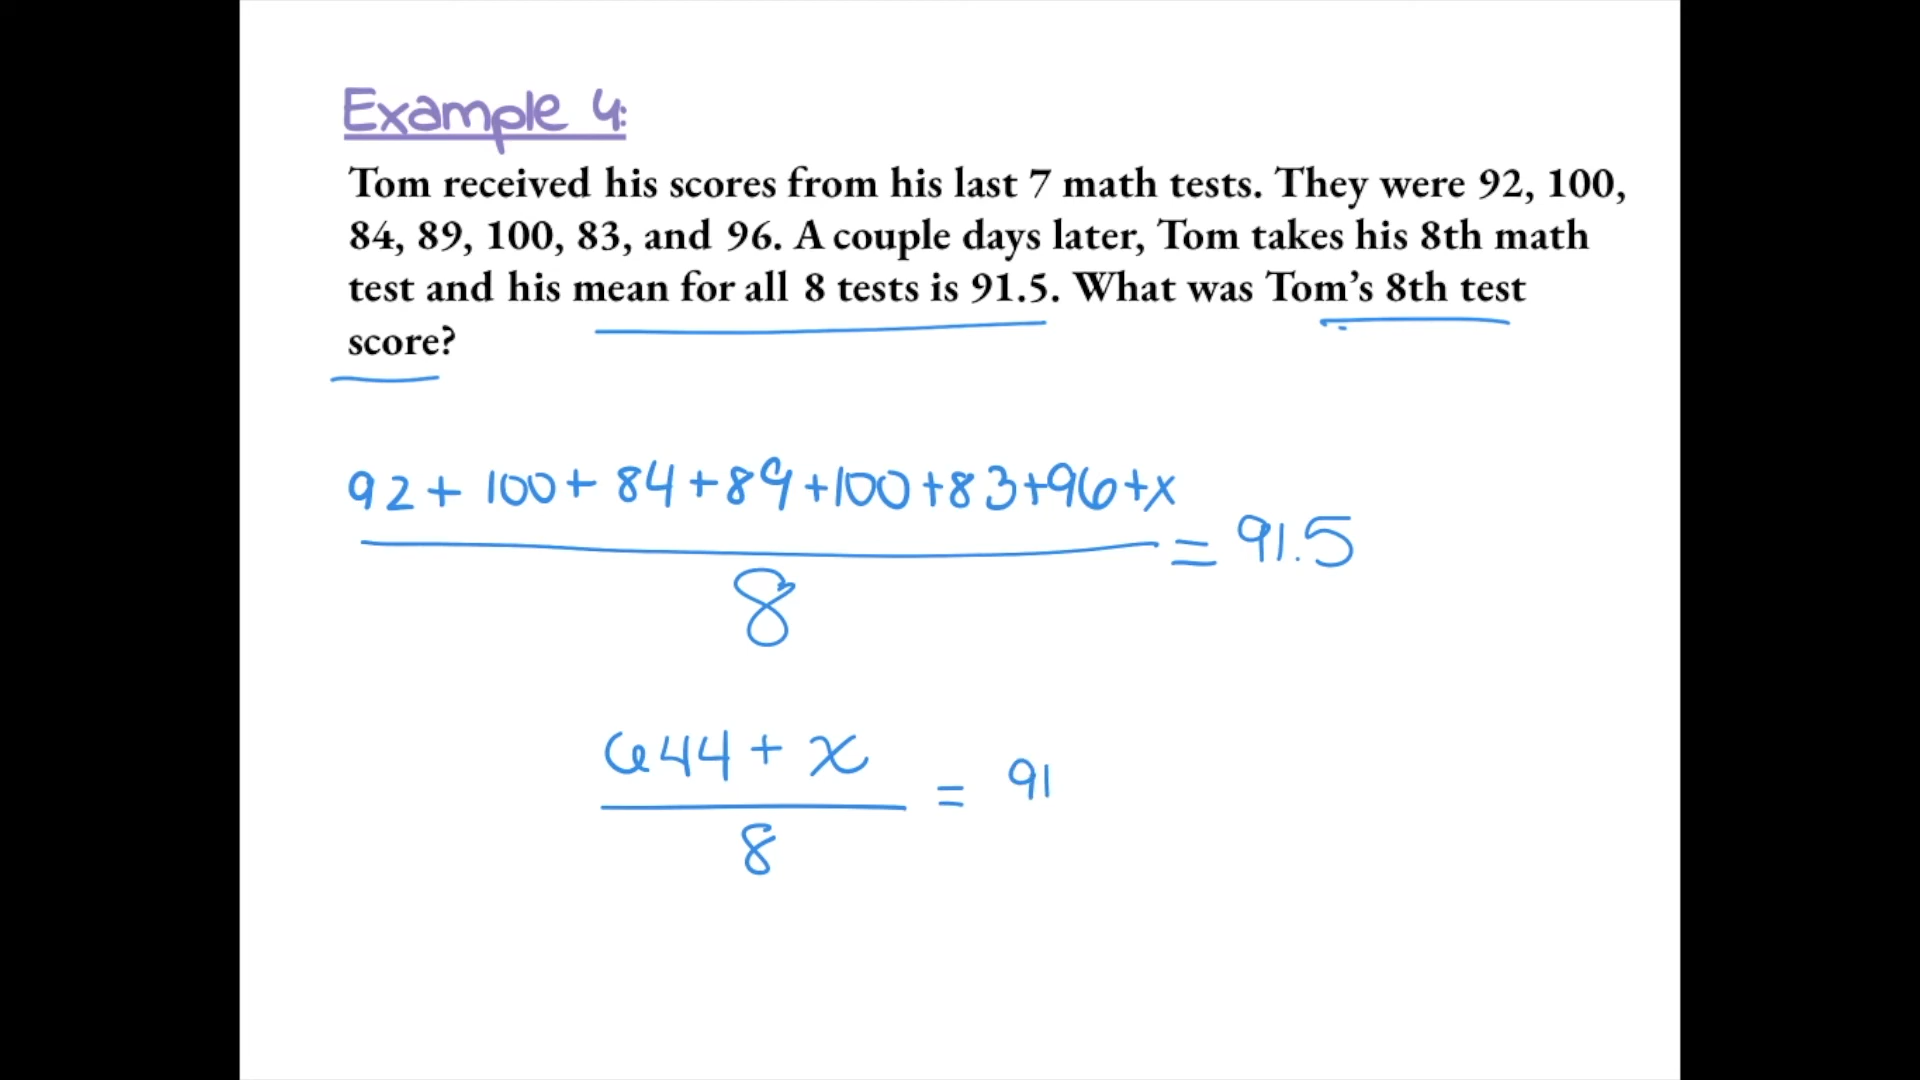 Example 4:
Tom received his scores from his last 7 math tests. They were 92, 100,
84, 89, 100, 83, and 96. A couple days later, Tom takes his 8th math
test and his mean for all 8 tests is 91.5. What was Tom’s 8th test
score?
92 + 100 + 84 + 89 + 100 + 83 + 96 + x
= 91.5
8
644 + x
= 91
8